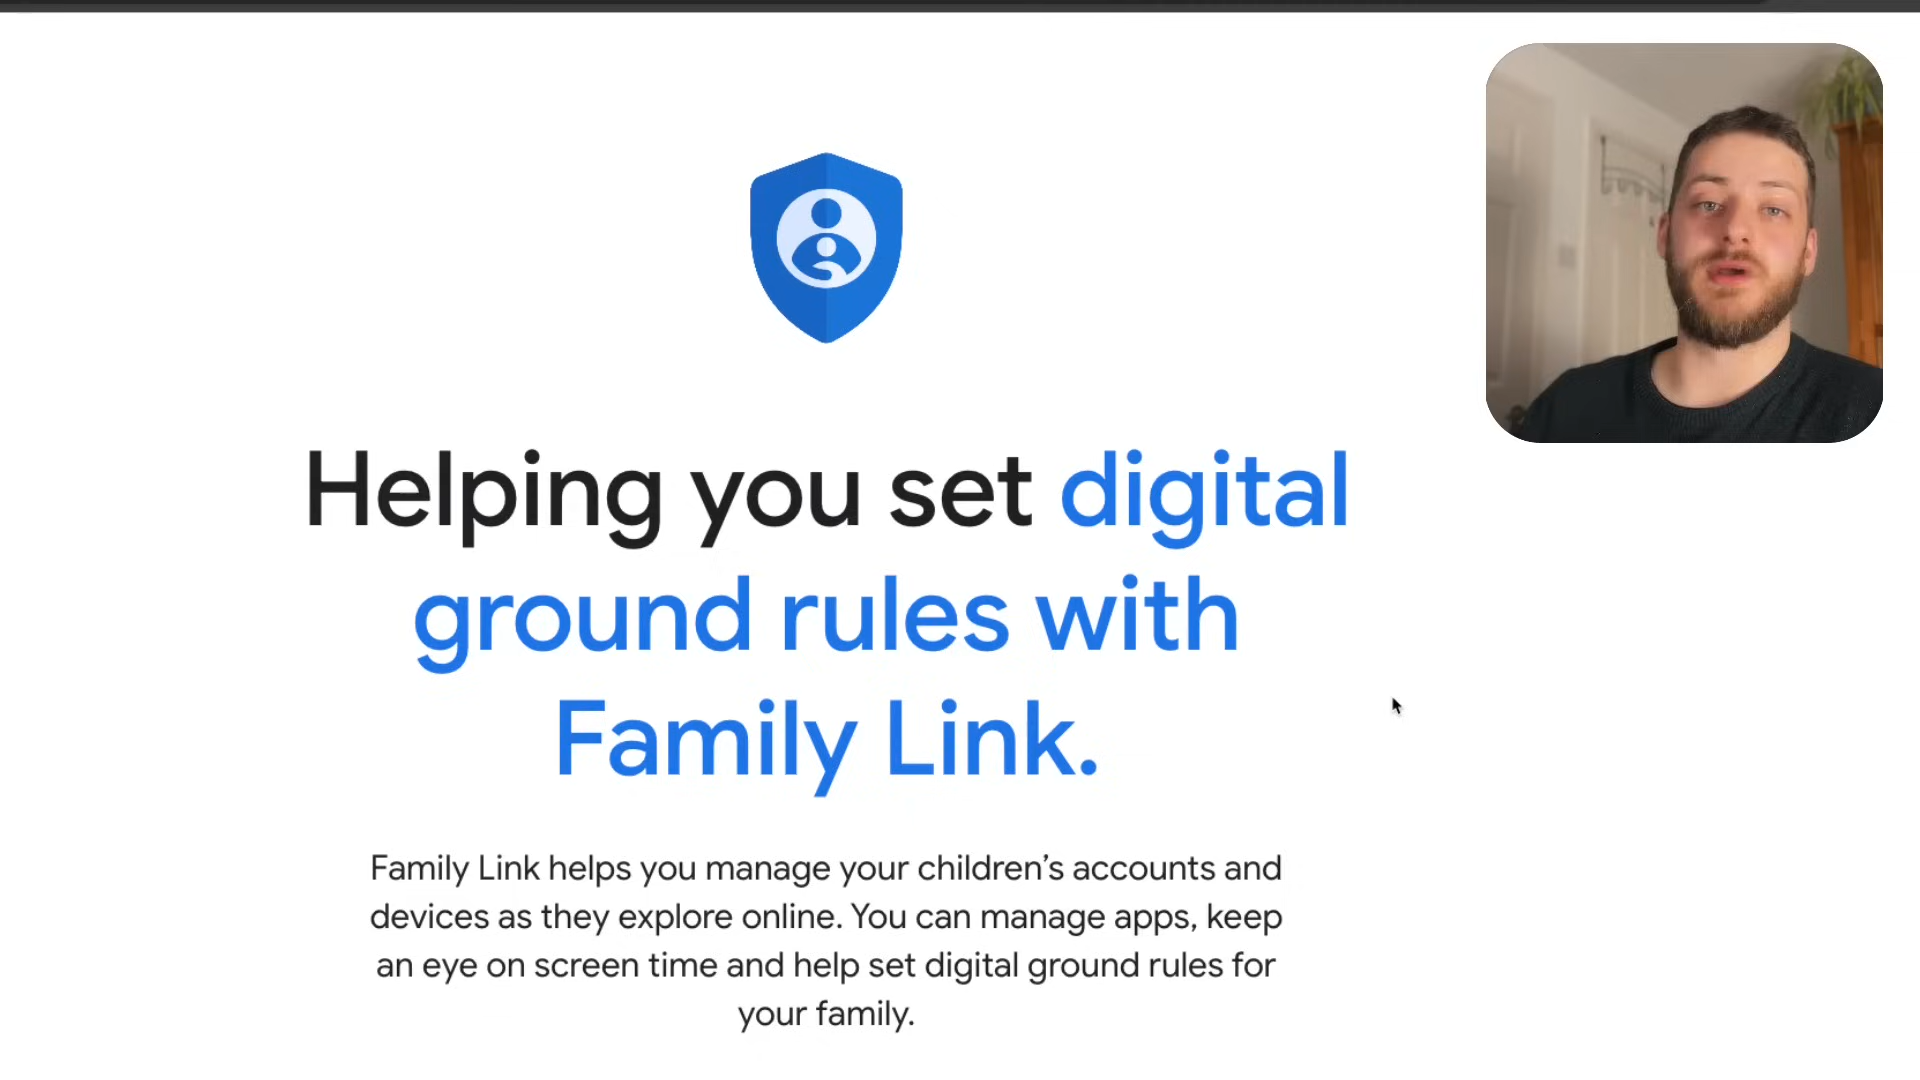 Helping you set digital
ground rules with
Family Link.
Family Link helps you manage your children’s accounts and
devices as they explore online. You can manage apps, keep
an eye on screen time and help set digital ground rules for
your family.